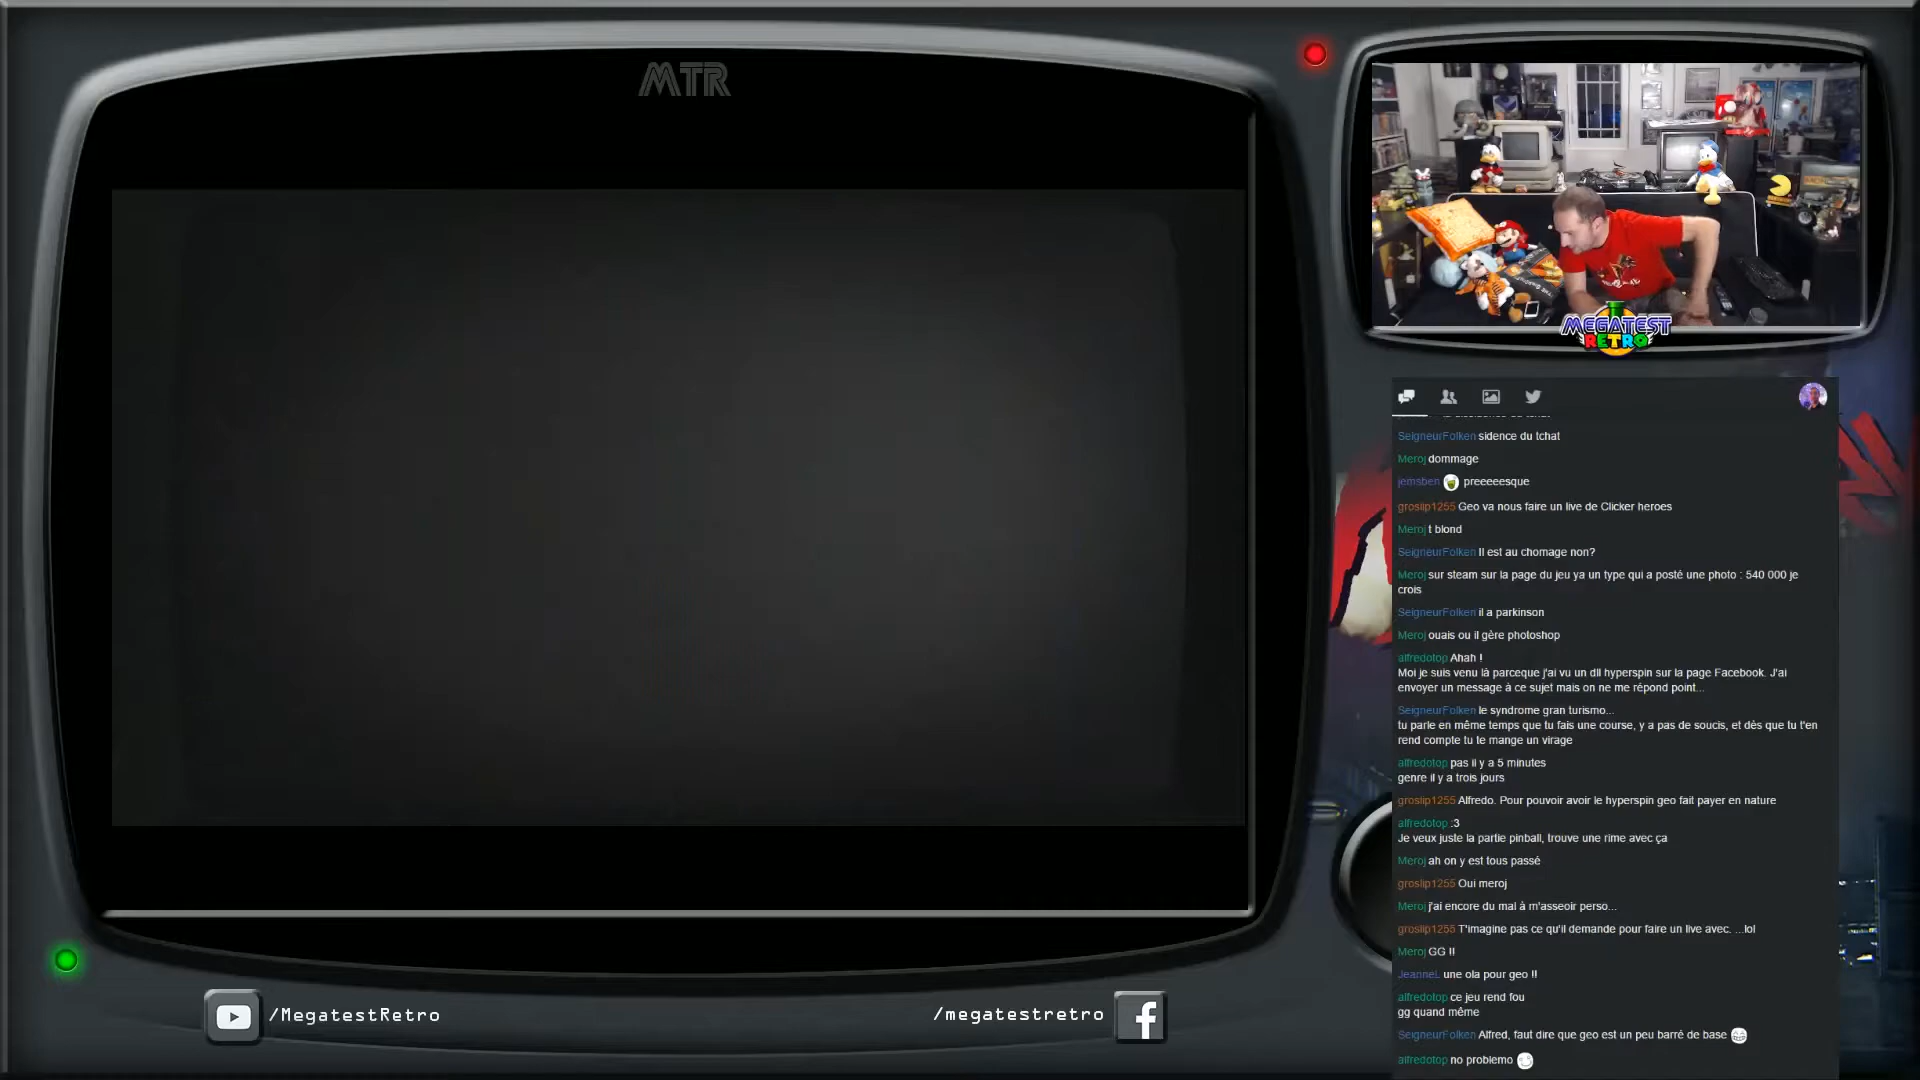 MTR
MEGATEST
RETRO
SeigneurFolken sidence du tchat
Meroj dommage
jemsben preeeeesque
groslip1255 Geo va nous faire un live de Clicker heroes
Meroj t blond
SeigneurFolken Il est au chomage non?
Meroj sur steam sur la page du jeu ya un type qui a posté une photo : 540 000 je
crois
SeigneurFolken il a parkinson
Meroj ouais ou il gère photoshop
alfredotop Ahah !
Moi je suis venu là parceque j'ai vu un dll hyperspin sur la page Facebook. J'ai
envoyer un message à ce sujet mais on ne me répond point...
SeigneurFolken le syndrome gran turismo...
tu parle en même temps que tu fais une course, y a pas de soucis, et dès que tu t'en
rend compte tu te mange un virage
alfredotop pas il y a 5 minutes
genre il y a trois jours
groslip1255 Alfredo. Pour pouvoir avoir le hyperspin geo fait payer en nature
alfredotop :3
Je veux juste la partie pinball, trouve une rime avec ça
Meroj ah on y est tous passé
groslip1255 Oui meroj
Meroj j'ai encore du mal à m'asseoir perso...
groslip1255 T'imagine pas ce qu'il demande pour faire un live avec. ...lol
Meroj GG !!
JeanneL une ola pour geo !!
alfredotop ce jeu rend fou
gg quand même
SeigneurFolken Alfred, faut dire que geo est un peu barré de base
alfredotop no problemo
/MegatestRetro
/megatestretro